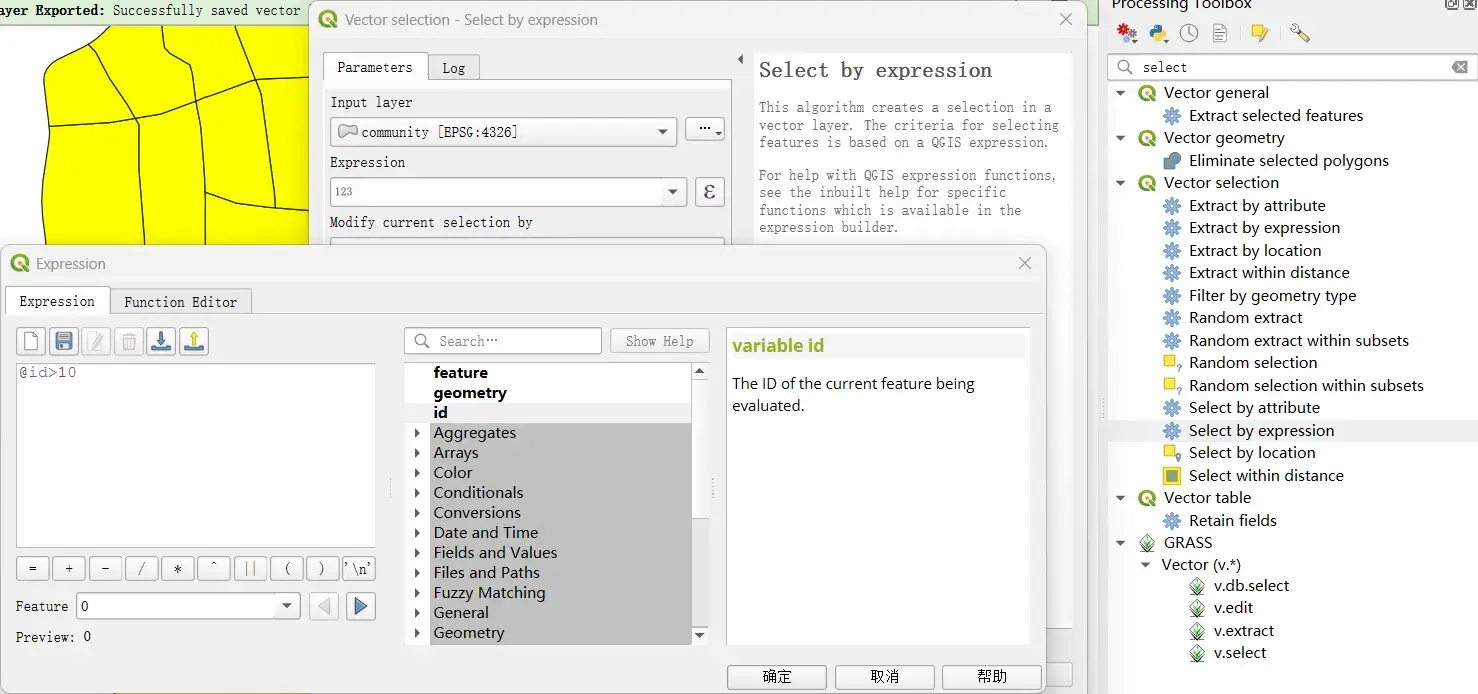 ayer Exported: Successfully saved vector
Vector selection - Select by expression
Parameters
Log
Input layer
community [EPSG:4326]
...
Expression
123
ε
Modify current selection by
Select by expression
This algorithm creates a selection in a
vector layer. The criteria for selecting
features is based on a QGIS expression.
For help with QGIS expression functions,
see the inbuilt help for specific
functions which is available in the
expression builder.
Expression
Expression
Function Editor
@id>10
= + - / * ^ || ( ) '\n'
Feature 0
Preview: 0
Search…
Show Help
feature
geometry
id
Aggregates
Arrays
Color
Conditionals
Conversions
Date and Time
Fields and Values
Files and Paths
Fuzzy Matching
General
Geometry
variable id
The ID of the current feature being
evaluated.
确定
取消
帮助
Processing Toolbox
select
Vector general
Extract selected features
Vector geometry
Eliminate selected polygons
Vector selection
Extract by attribute
Extract by expression
Extract by location
Extract within distance
Filter by geometry type
Random extract
Random extract within subsets
Random selection
Random selection within subsets
Select by attribute
Select by expression
Select by location
Select within distance
Vector table
Retain fields
GRASS
Vector (v.*)
v.db.select
v.edit
v.extract
v.select